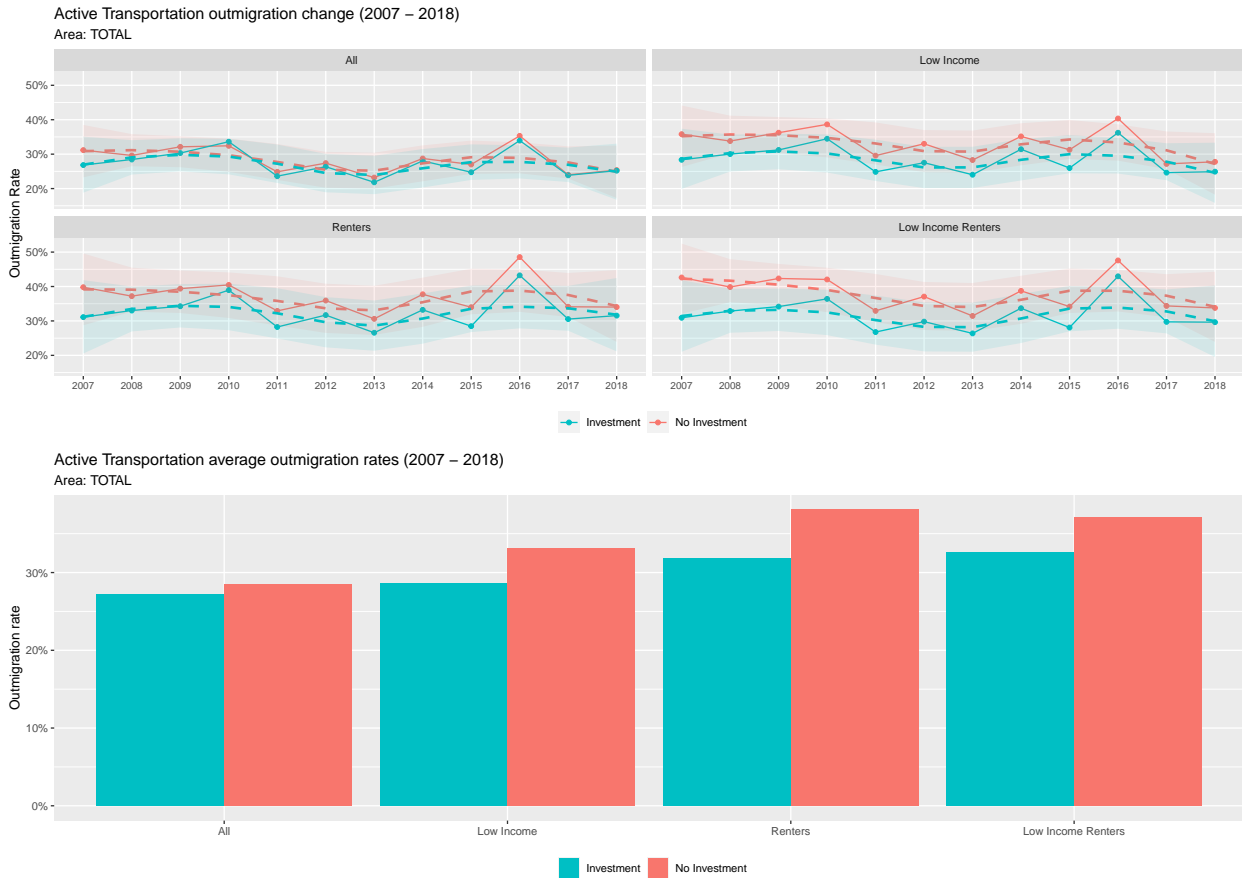 Active Transportation outmigration change (2007 – 2018)
Area: TOTAL
All
Low Income
50%
40%
30%
20%
Renters
Low Income Renters
50%
40%
30%
20%
Outmigration Rate
2007 2008 2009 2010 2011 2012 2013 2014 2015 2016 2017 2018
2007 2008 2009 2010 2011 2012 2013 2014 2015 2016 2017 2018
Investment
No Investment
Active Transportation average outmigration rates (2007 – 2018)
Area: TOTAL
30%
20%
10%
0%
Outmigration rate
All
Low Income
Renters
Low Income Renters
Investment
No Investment